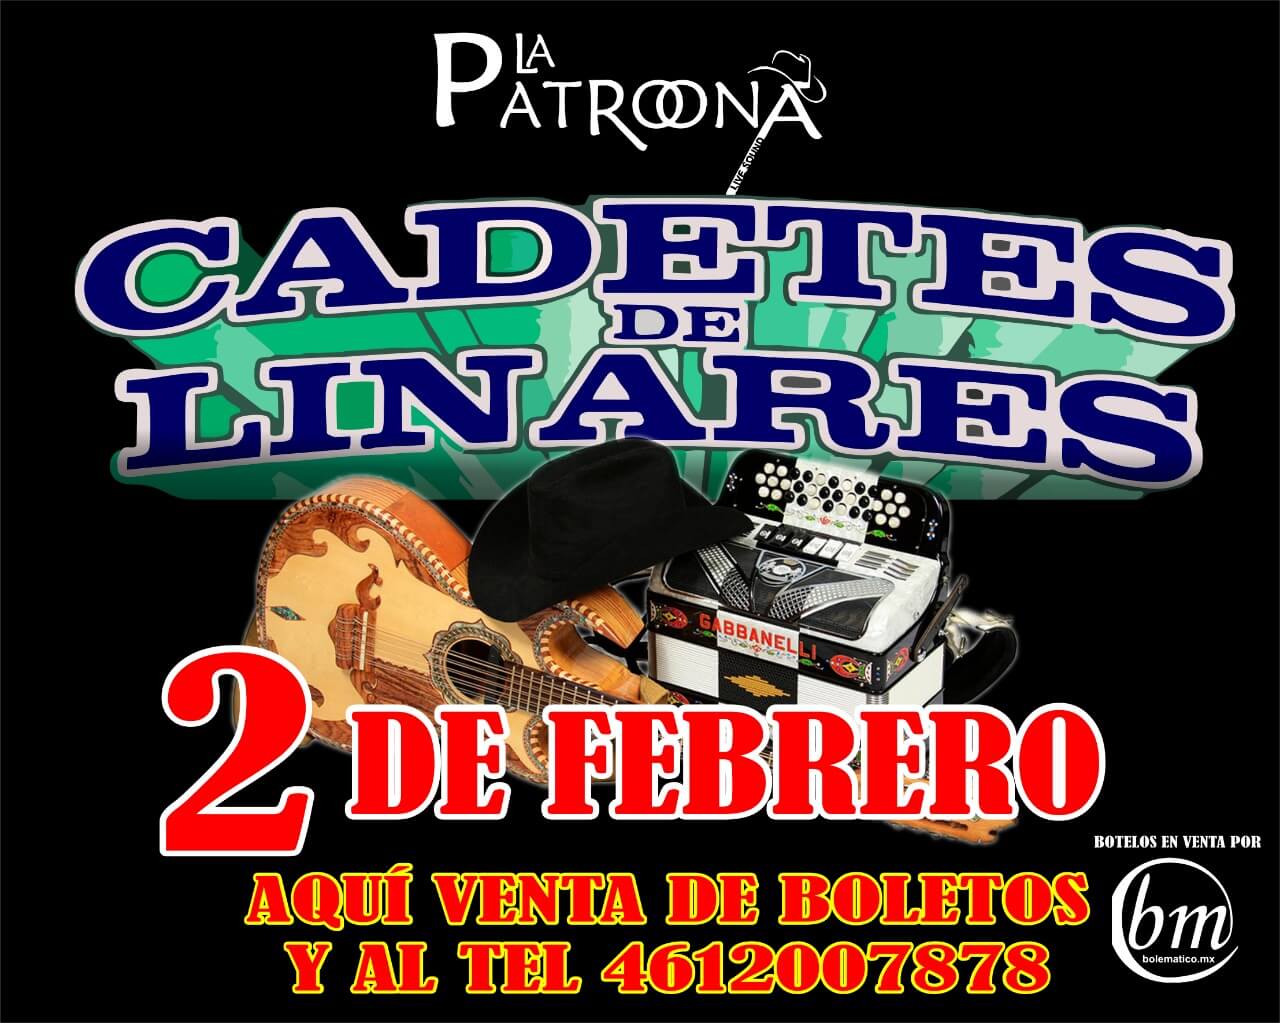 LA
PATROONA
LIVE SOUND
CADETES
DE
LINARES
GABBANELLI
2 DE FEBRERO
BOTELOS EN VENTA POR
bm
bolematico.mx
AQUÍ VENTA DE BOLETOS
Y AL TEL 4612007878